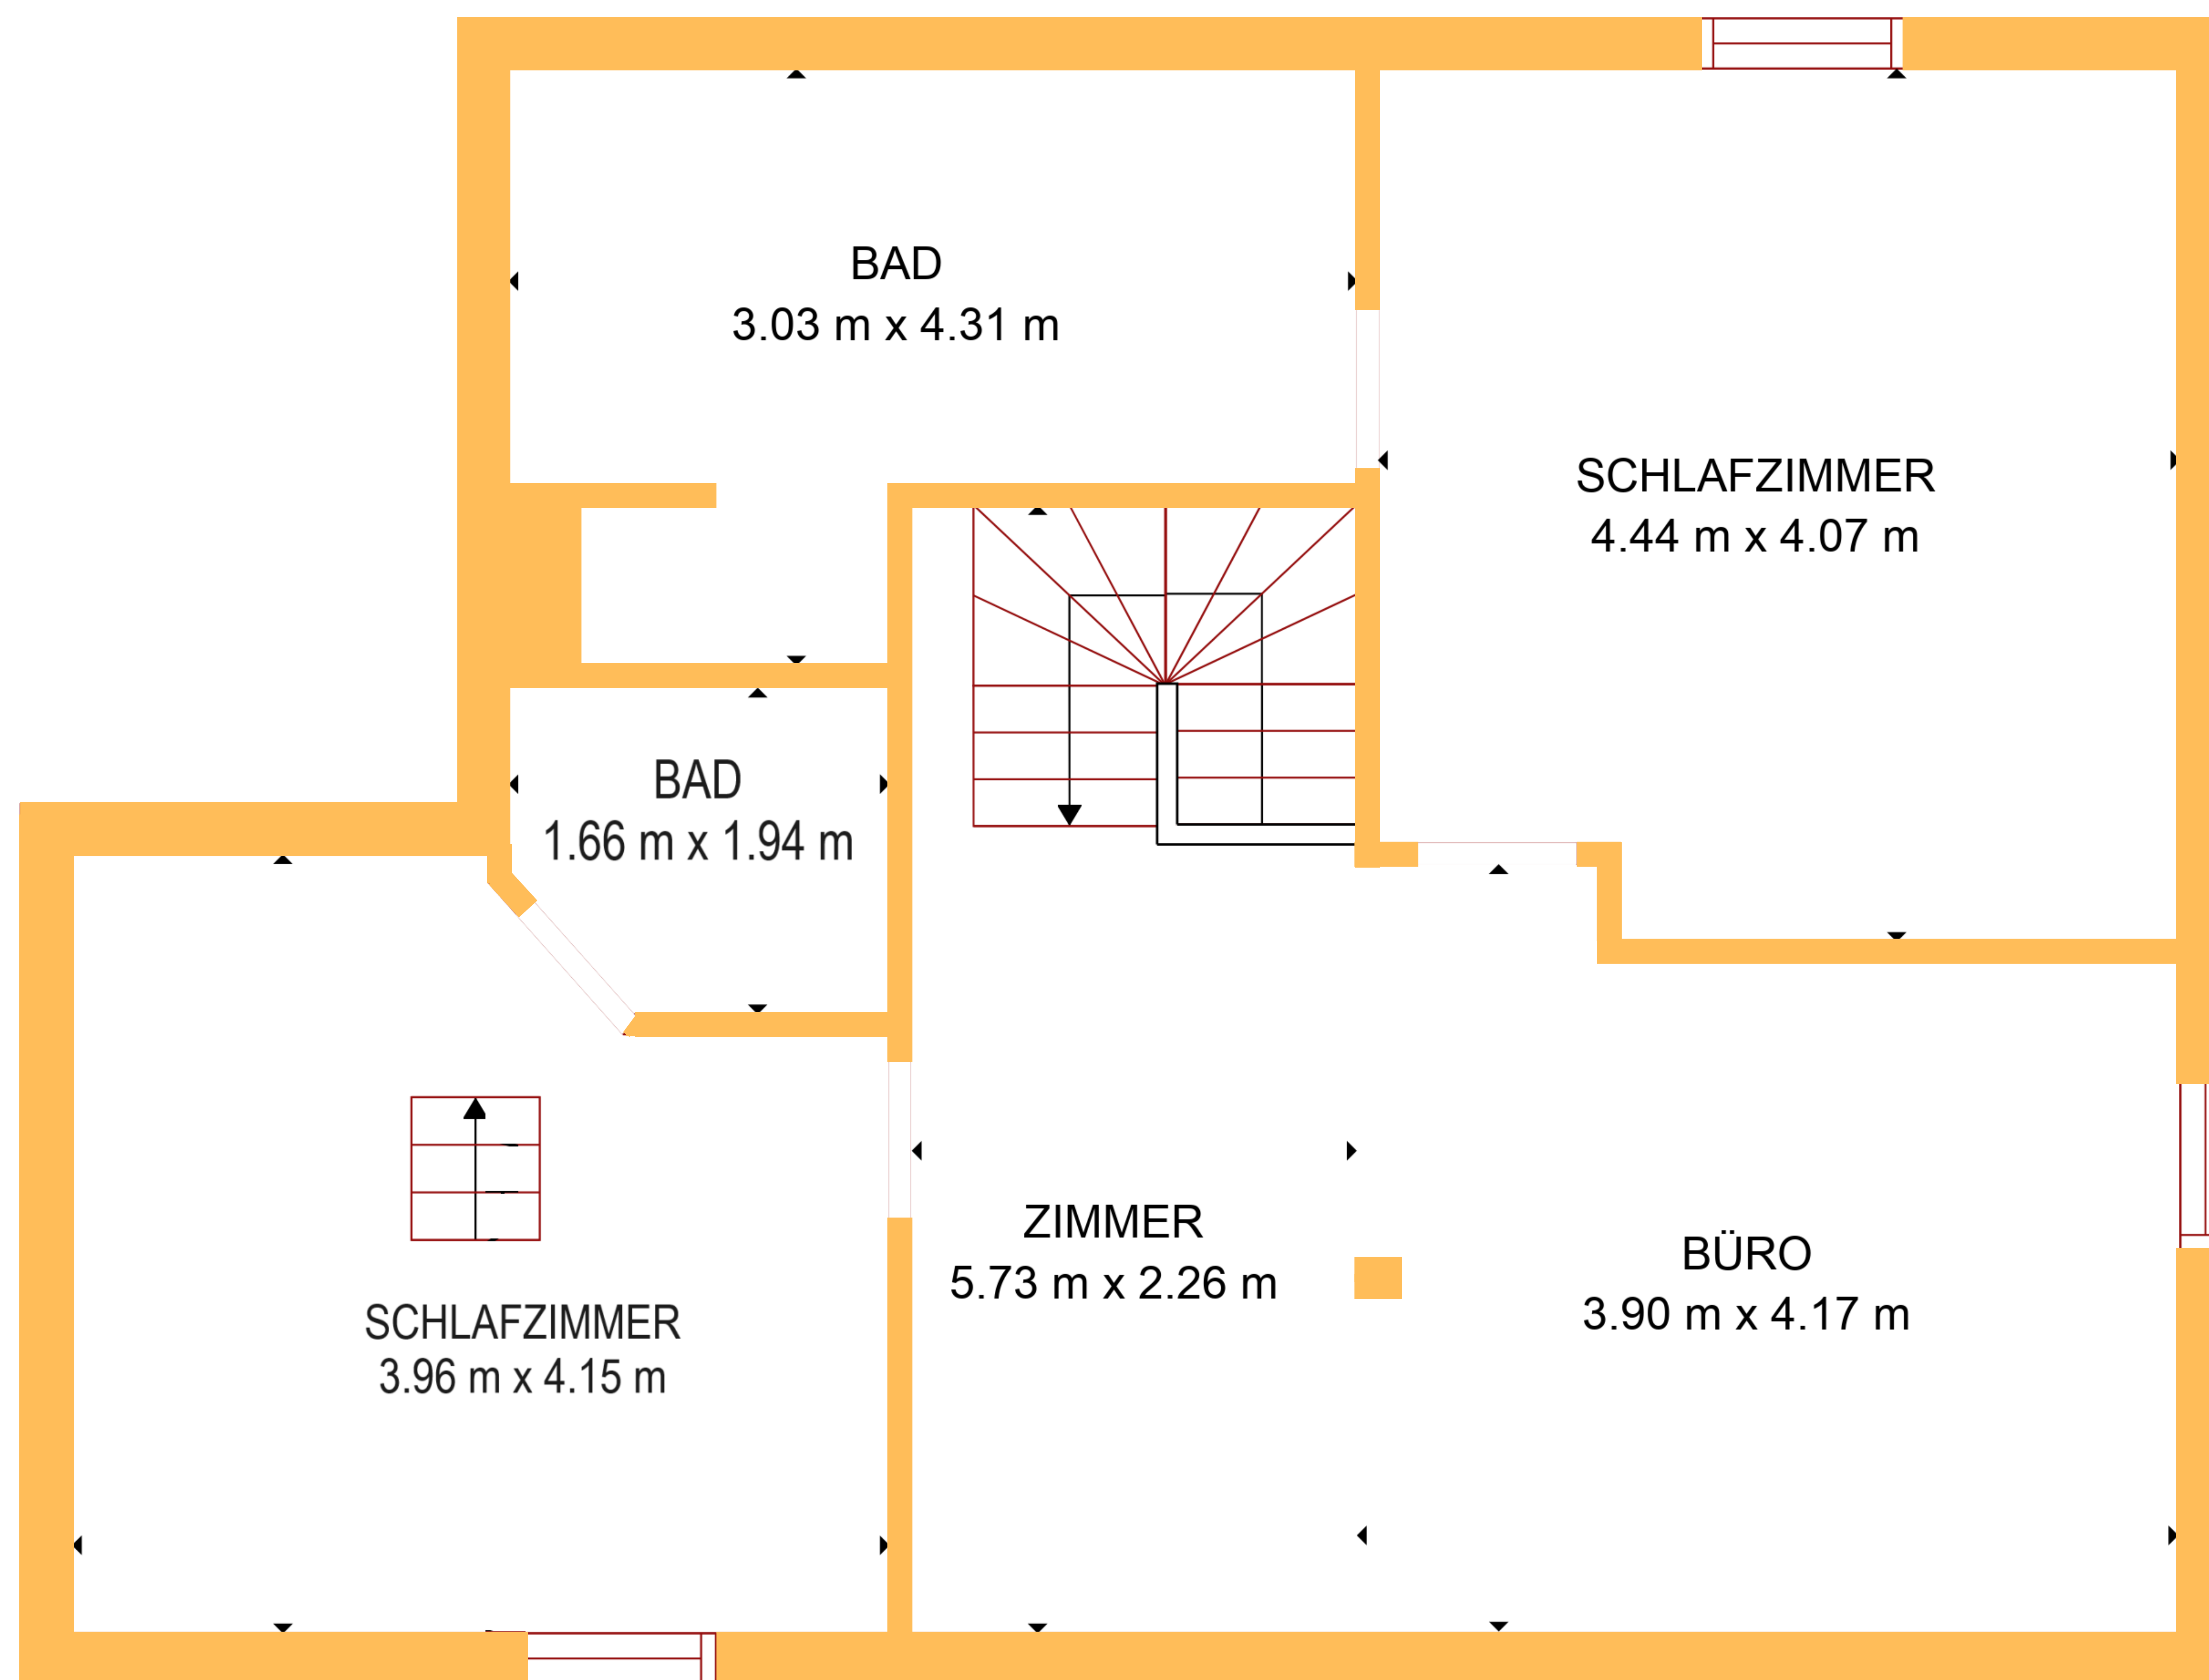 BAD
3.03 m x 4.31 m
SCHLAFZIMMER
4.44 m x 4.07 m
BAD
1.66 m x 1.94 m
ZIMMER
5.73 m x 2.26 m
BÜRO
3.90 m x 4.17 m
SCHLAFZIMMER
3.96 m x 4.15 m